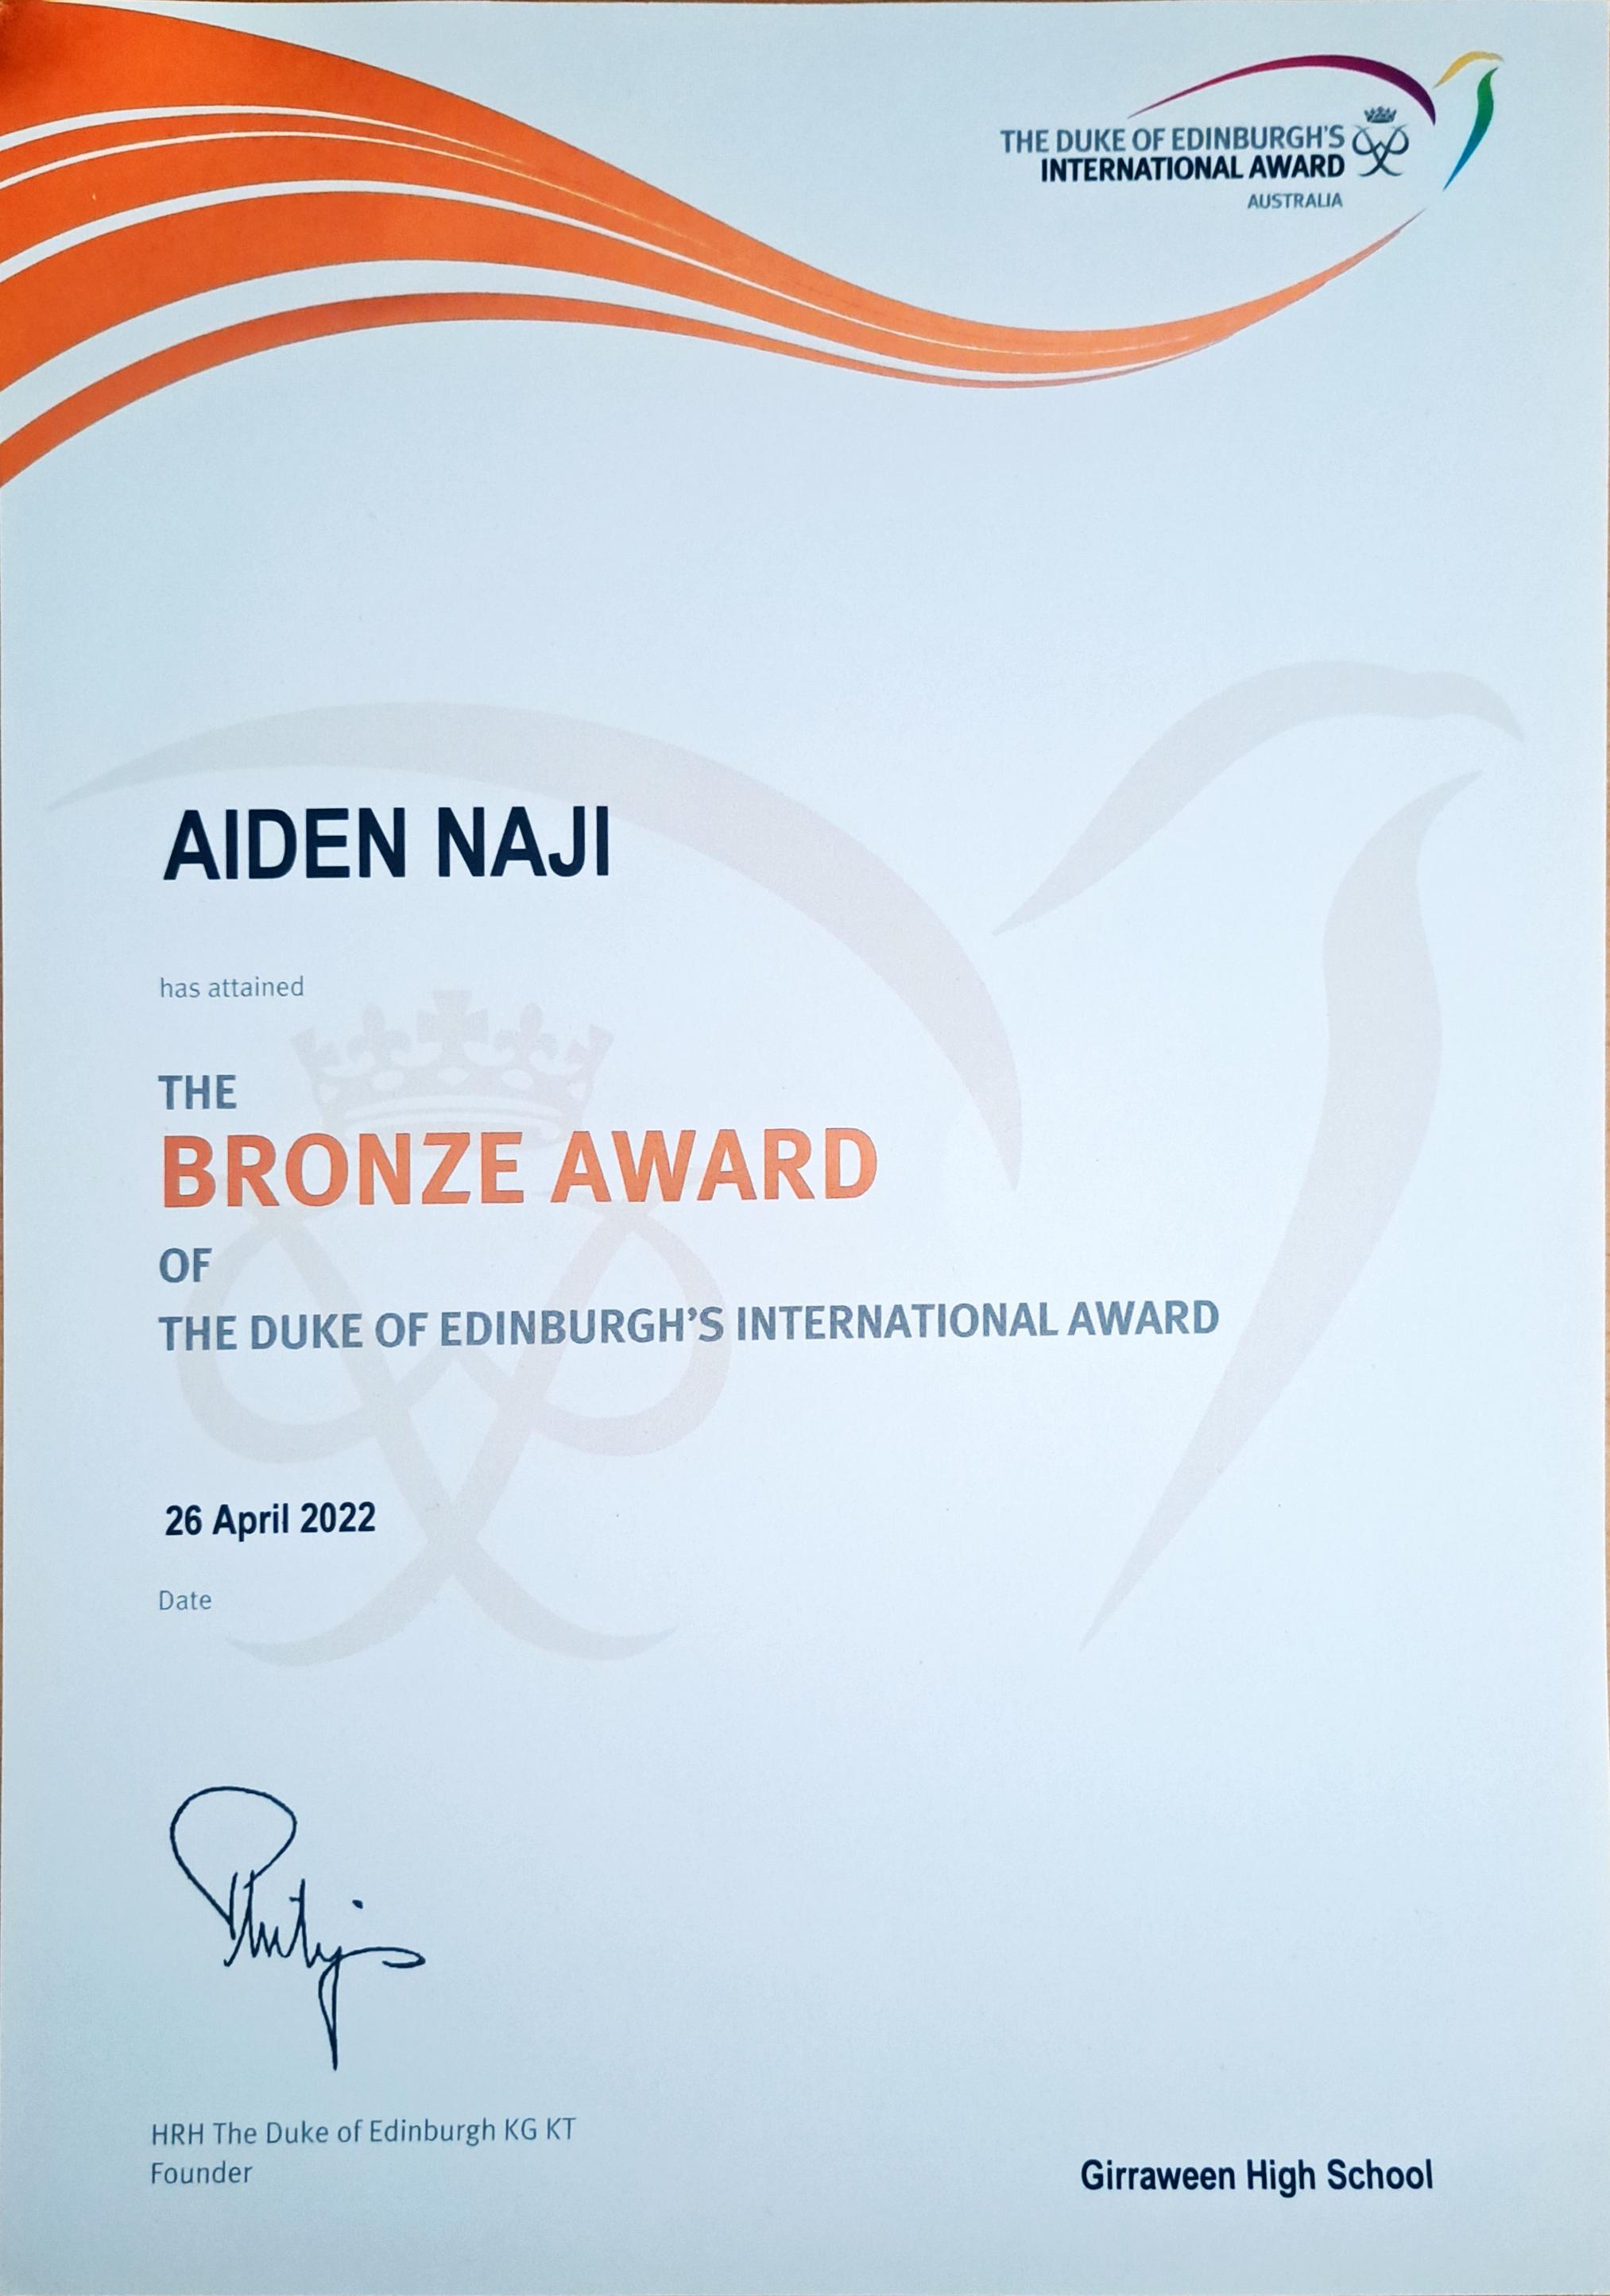 THE DUKE OF EDINBURGH'S
INTERNATIONAL AWARD
AUSTRALIA
AIDEN NAJI
has attained
THE
BRONZE AWARD
OF
THE DUKE OF EDINBURGH'S INTERNATIONAL AWARD
26 April 2022
Date
Philip
HRH The Duke of Edinburgh KG KT
Founder
Girraween High School